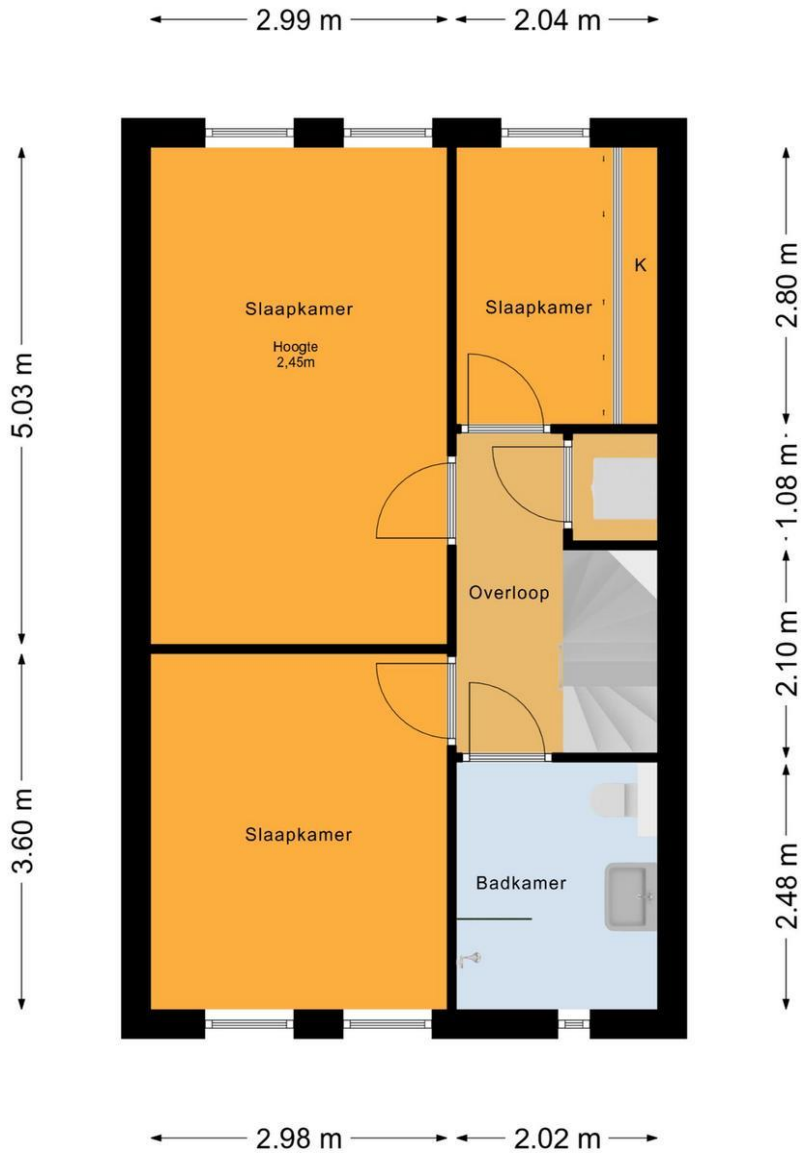 2.99 m
2.04 m
5.03 m
2.80 m
K
Slaapkamer
Slaapkamer
Hoogte
2,45m
1.08 m
Overloop
2.10 m
3.60 m
Slaapkamer
Badkamer
2.48 m
2.98 m
2.02 m